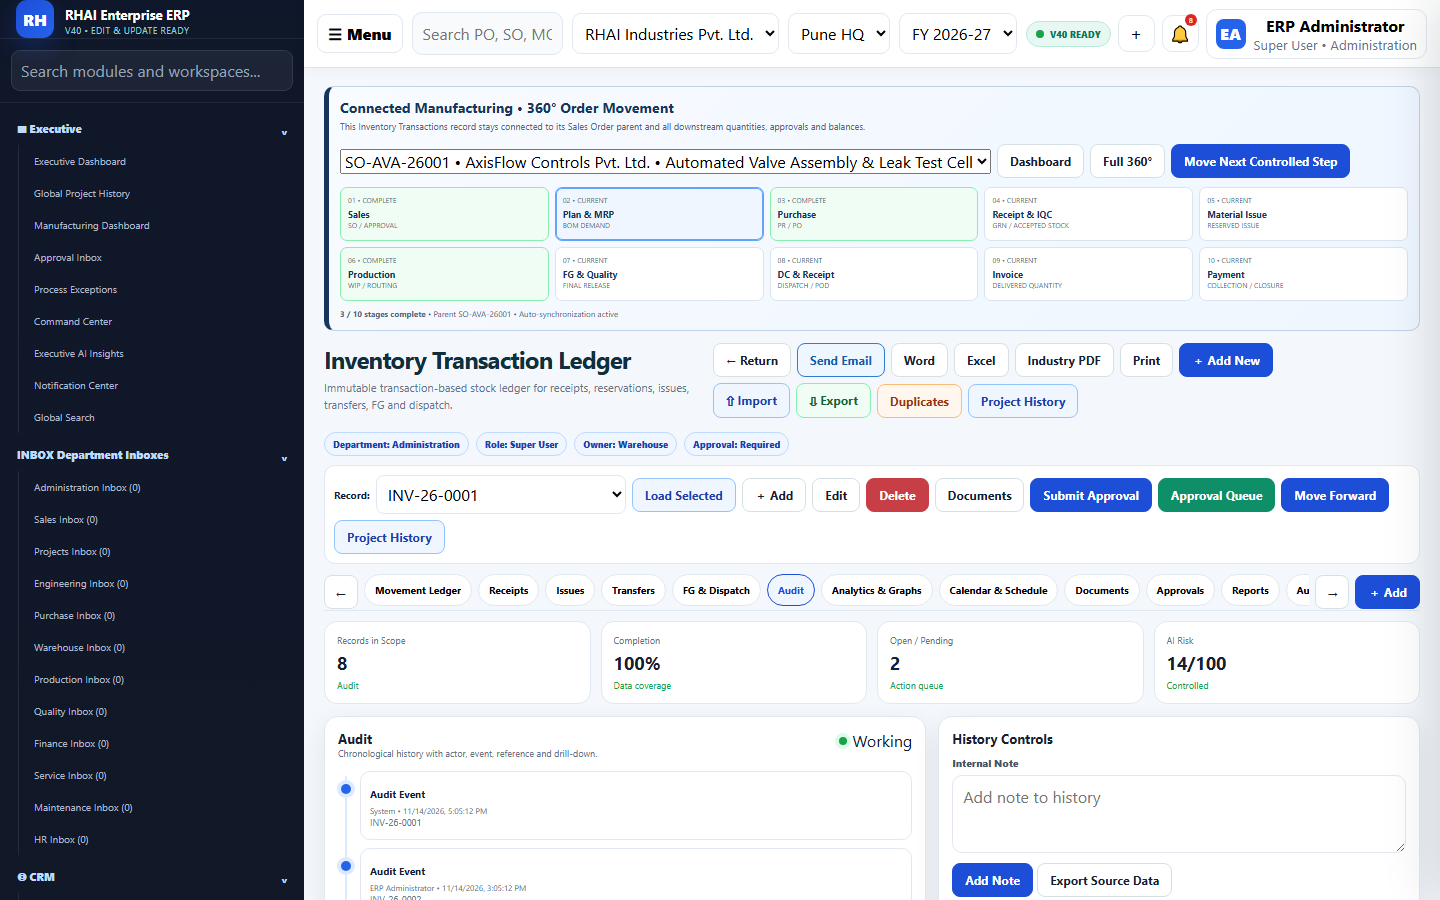 RH
RHAI Enterprise ERP
V40 • EDIT & UPDATE READY
Search modules and workspaces...
Executive
Executive Dashboard
Global Project History
Manufacturing Dashboard
Approval Inbox
Process Exceptions
Command Center
Executive AI Insights
Notification Center
Global Search
INBOX Department Inboxes
Administration Inbox (0)
Sales Inbox (0)
Projects Inbox (0)
Engineering Inbox (0)
Purchase Inbox (0)
Warehouse Inbox (0)
Production Inbox (0)
Quality Inbox (0)
Finance Inbox (0)
Service Inbox (0)
Maintenance Inbox (0)
HR Inbox (0)
CRM
☰ Menu
Search PO, SO, MC
RHAI Industries Pvt. Ltd.
Pune HQ
FY 2026-27
V40 READY
+
8
EA
ERP Administrator
Super User • Administration
Connected Manufacturing • 360° Order Movement
This Inventory Transactions record stays connected to its Sales Order parent and all downstream quantities, approvals and balances.
SO-AVA-26001 • AxisFlow Controls Pvt. Ltd. • Automated Valve Assembly & Leak Test Cell
Dashboard
Full 360°
Move Next Controlled Step
01 • COMPLETE
Sales
SO / APPROVAL
02 • CURRENT
Plan & MRP
BOM DEMAND
03 • COMPLETE
Purchase
PR / PO
04 • CURRENT
Receipt & IQC
GRN / ACCEPTED STOCK
05 • CURRENT
Material Issue
RESERVED ISSUE
06 • COMPLETE
Production
WIP / ROUTING
07 • CURRENT
FG & Quality
FINAL RELEASE
08 • CURRENT
DC & Receipt
DISPATCH / POD
09 • CURRENT
Invoice
DELIVERED QUANTITY
10 • CURRENT
Payment
COLLECTION / CLOSURE
3 / 10 stages complete • Parent SO-AVA-26001 • Auto-synchronization active
Inventory Transaction Ledger
Immutable transaction-based stock ledger for receipts, reservations, issues,
transfers, FG and dispatch.
← Return
Send Email
Word
Excel
Industry PDF
Print
+ Add New
⇧ Import
⇩ Export
Duplicates
Project History
Department: Administration
Role: Super User
Owner: Warehouse
Approval: Required
Record:
INV-26-0001
Load Selected
+ Add
Edit
Delete
Documents
Submit Approval
Approval Queue
Move Forward
Project History
←
Movement Ledger
Receipts
Issues
Transfers
FG & Dispatch
Audit
Analytics & Graphs
Calendar & Schedule
Documents
Approvals
Reports
Au
→
+ Add
Records in Scope
8
Audit
Completion
100%
Data coverage
Open / Pending
2
Action queue
AI Risk
14/100
Controlled
Audit
Chronological history with actor, event, reference and drill-down.
Working
Audit Event
System • 11/14/2026, 5:05:12 PM
INV-26-0001
Audit Event
ERP Administrator • 11/14/2026, 3:05:12 PM
INV-26-0002
History Controls
Internal Note
Add note to history
Add Note
Export Source Data